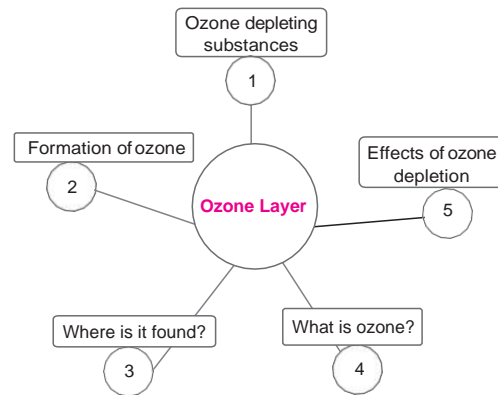 Ozone depleting
substances
1
Formation of ozone
2
Effects of ozone
depletion
5
Ozone Layer
Where is it found?
3
What is ozone?
4